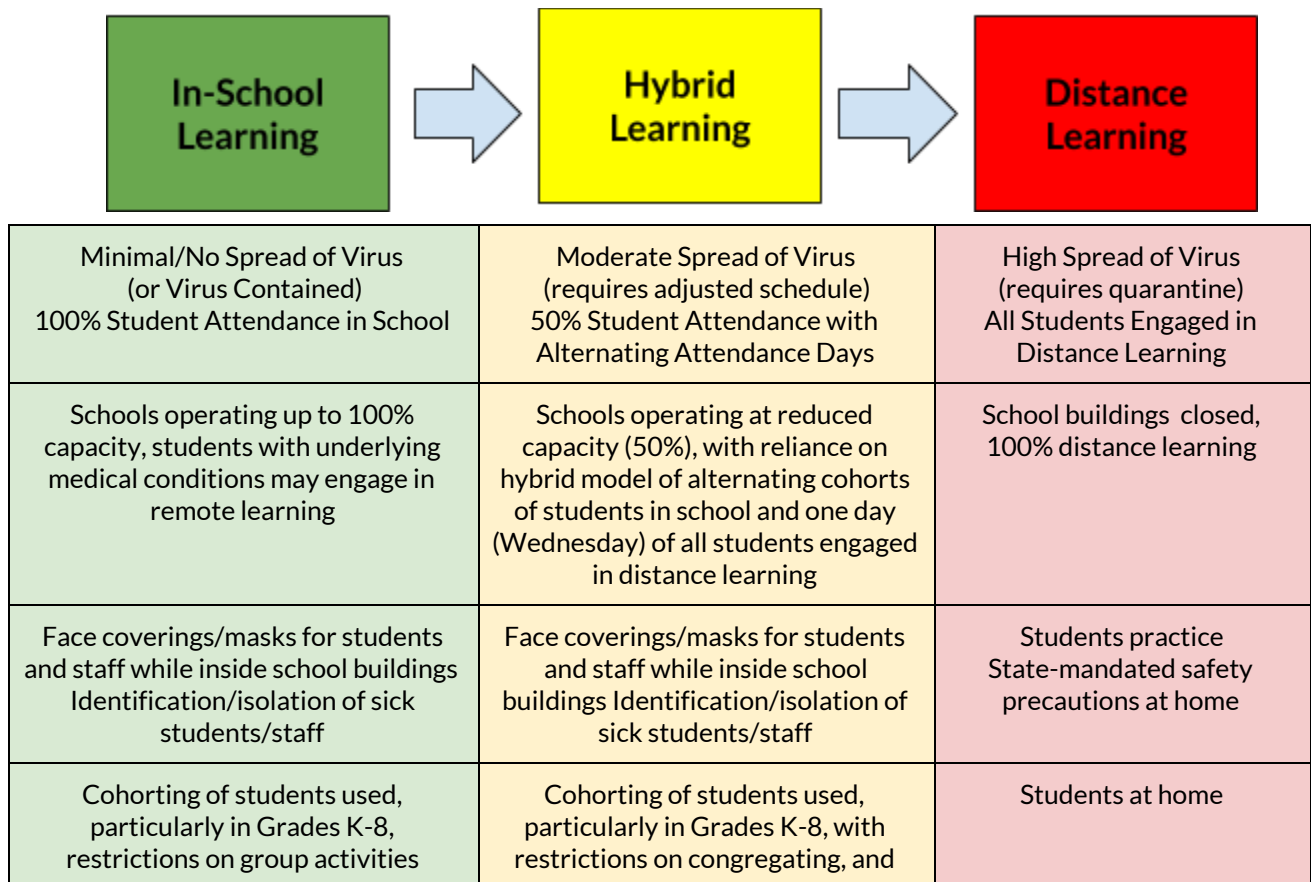 In-School
Learning
Hybrid
Learning
Distance
Learning
Minimal/No Spread of Virus
(or Virus Contained)
100% Student Attendance in School
Moderate Spread of Virus
(requires adjusted schedule)
50% Student Attendance with
Alternating Attendance Days
High Spread of Virus
(requires quarantine)
All Students Engaged in
Distance Learning
Schools operating up to 100%
capacity, students with underlying
medical conditions may engage in
remote learning
Schools operating at reduced
capacity (50%), with reliance on
hybrid model of alternating cohorts
of students in school and one day
(Wednesday) of all students engaged
in distance learning
School buildings closed,
100% distance learning
Face coverings/masks for students
and staff while inside school buildings
Identification/isolation of sick
students/staff
Face coverings/masks for students
and staff while inside school
buildings Identification/isolation of
sick students/staff
Students practice
State-mandated safety
precautions at home
Cohorting of students used,
particularly in Grades K-8,
restrictions on group activities
Cohorting of students used,
particularly in Grades K-8, with
restrictions on congregating, and
Students at home